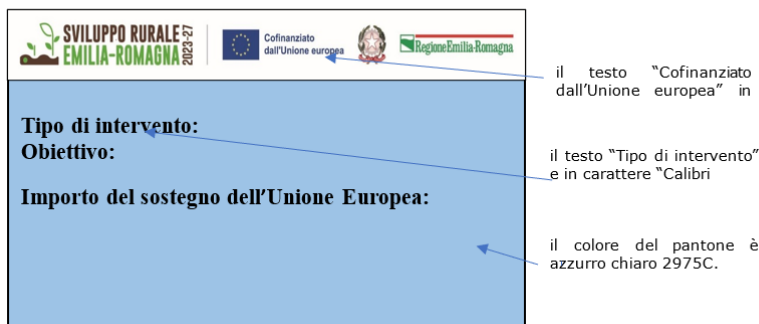 SVILUPPO RURALE
EMILIA-ROMAGNA
2023-27
Cofinanziato
dall'Unione europea
RegioneEmilia-Romagna
il testo "Cofinanziato
dall'Unione europea" in
Tipo di intervento:
Obiettivo:
il testo "Tipo di intervento"
e in carattere "Calibri
Importo del sostegno dell'Unione Europea:
il colore del pantone è
azzurro chiaro 2975C.